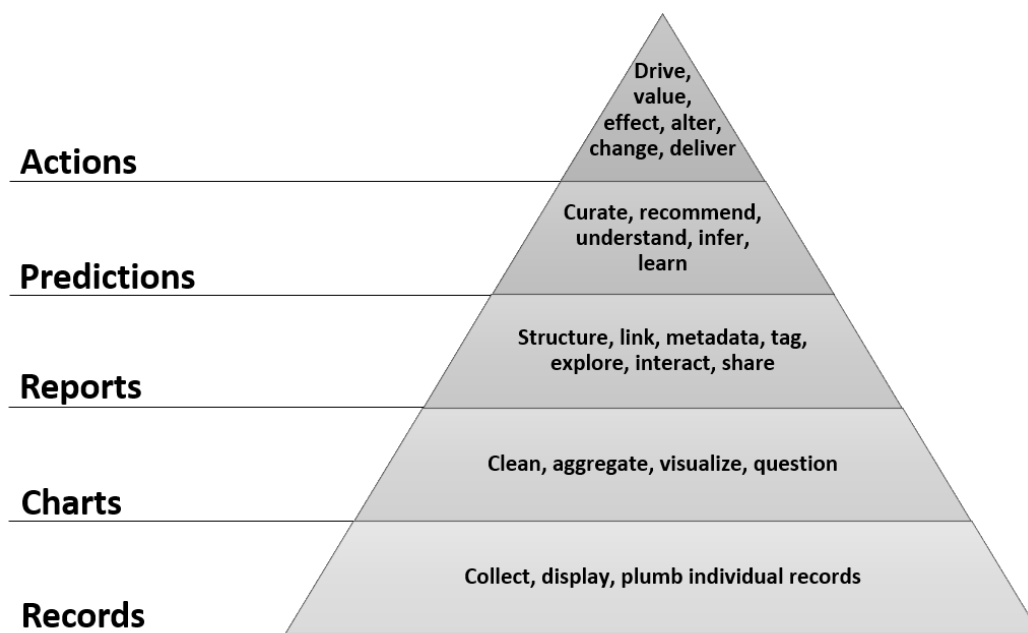 Drive,
value,
effect, alter,
change, deliver
Actions
Curate, recommend,
understand, infer,
learn
Predictions
Structure, link, metadata, tag,
explore, interact, share
Reports
Clean, aggregate, visualize, question
Charts
Collect, display, plumb individual records
Records